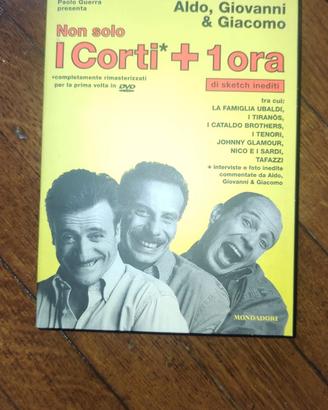 Paolo Guerra
presenta
Aldo, Giovanni
& Giacomo
Non solo
I Corti* + 1 ora
*completamente rimasterizzati
per la prima volta in DVD
di sketch inediti
tra cui:
LA FAMIGLIA UBALDI,
I TIRANÒS,
I CATALDO BROTHERS,
I TENORI,
JOHNNY GLAMOUR,
NICO E I SARDI,
TAFAZZI
+ interviste e foto inedite
commentate da Aldo,
Giovanni & Giacomo
MONDADORI